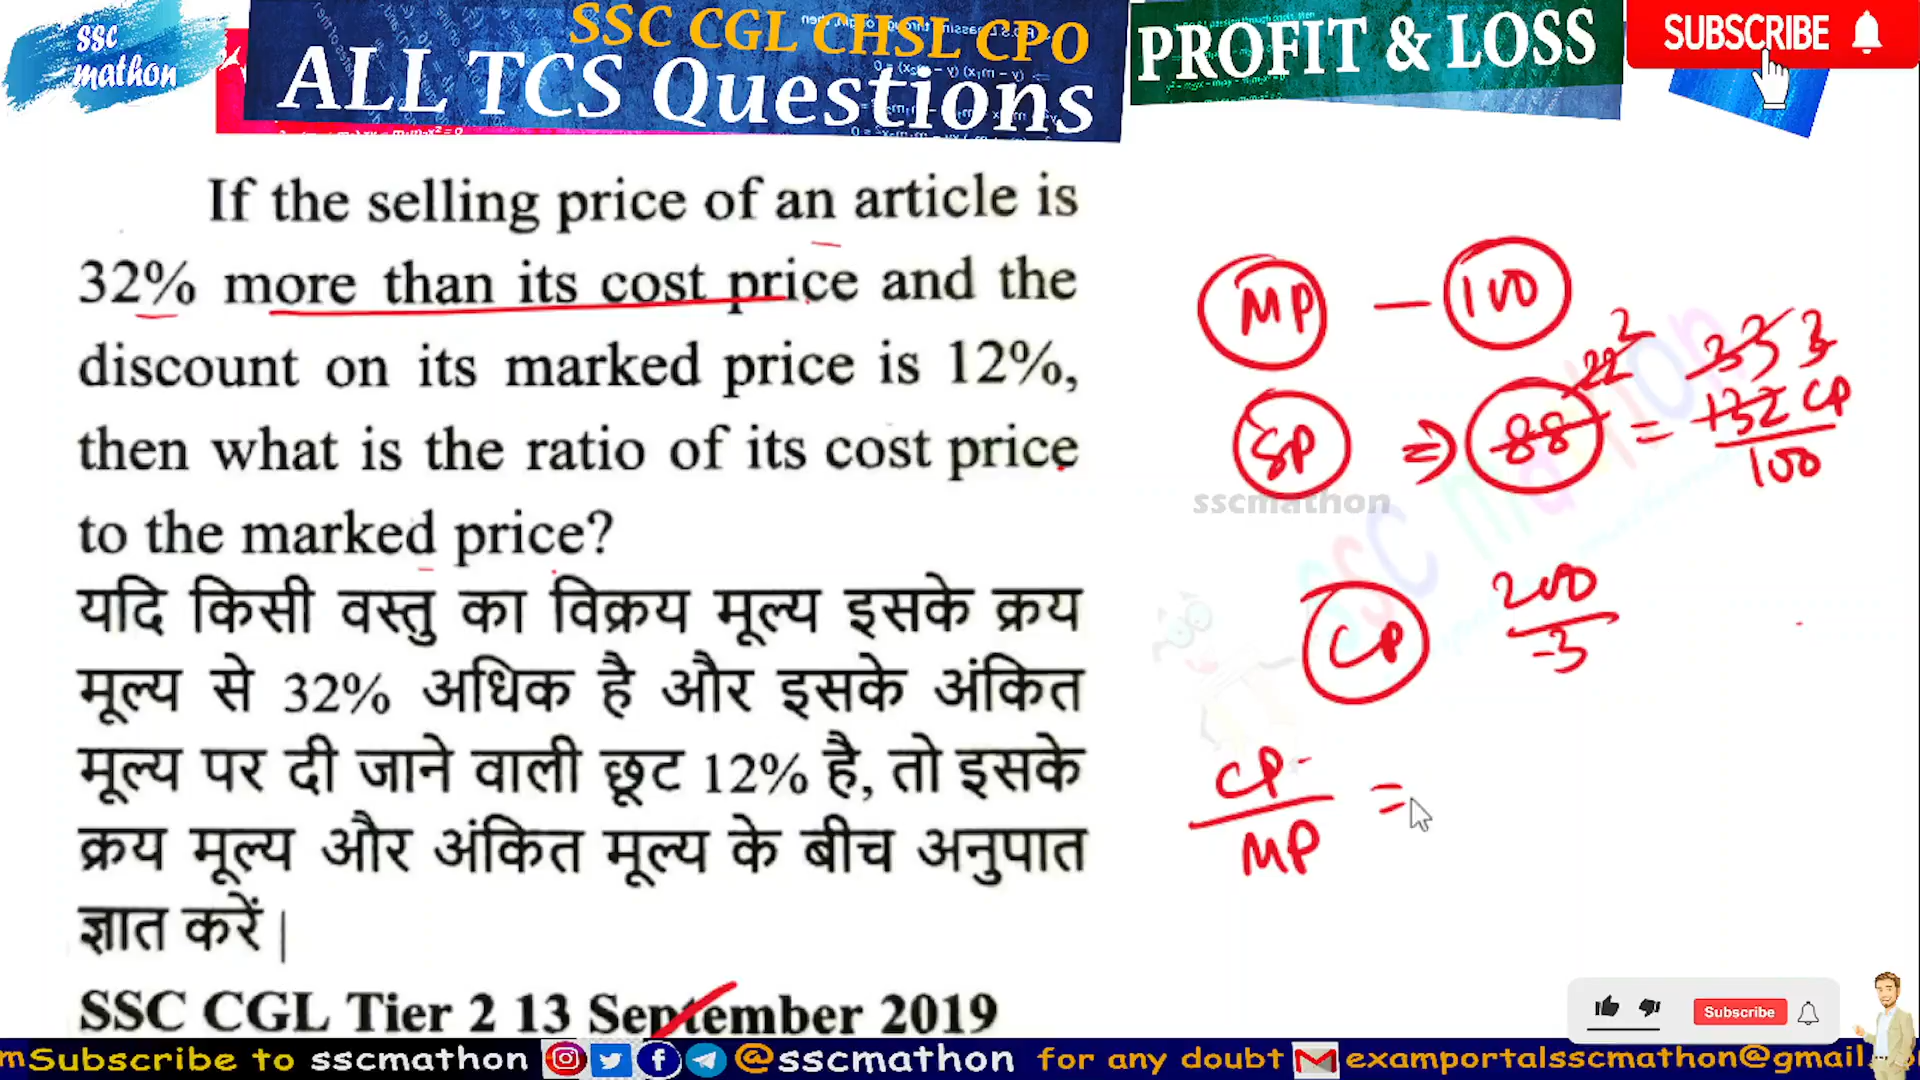 SSC
mathon
SSC CGL CHSL CPO
ALL TCS Questions
PROFIT & LOSS
SUBSCRIBE
If the selling price of an article is
32% more than its cost price and the
discount on its marked price is 12%,
then what is the ratio of its cost price
to the marked price?
यदि किसी वस्तु का विक्रय मूल्य इसके क्रय
मूल्य से 32% अधिक है और इसके अंकित
मूल्य पर दी जाने वाली छूट 12% है, तो इसके
क्रय मूल्य और अंकित मूल्य के बीच अनुपात
ज्ञात करें|
SSC CGL Tier 2 13 September 2019
MP — 100
22 2 33 3
SP ⇒ 88 = 132 CP
100
sscmathon
CP 200
3
CP
MP =
Subscribe
Subscribe to sscmathon @sscmathon for any doubt examportalsscmathon@gmail